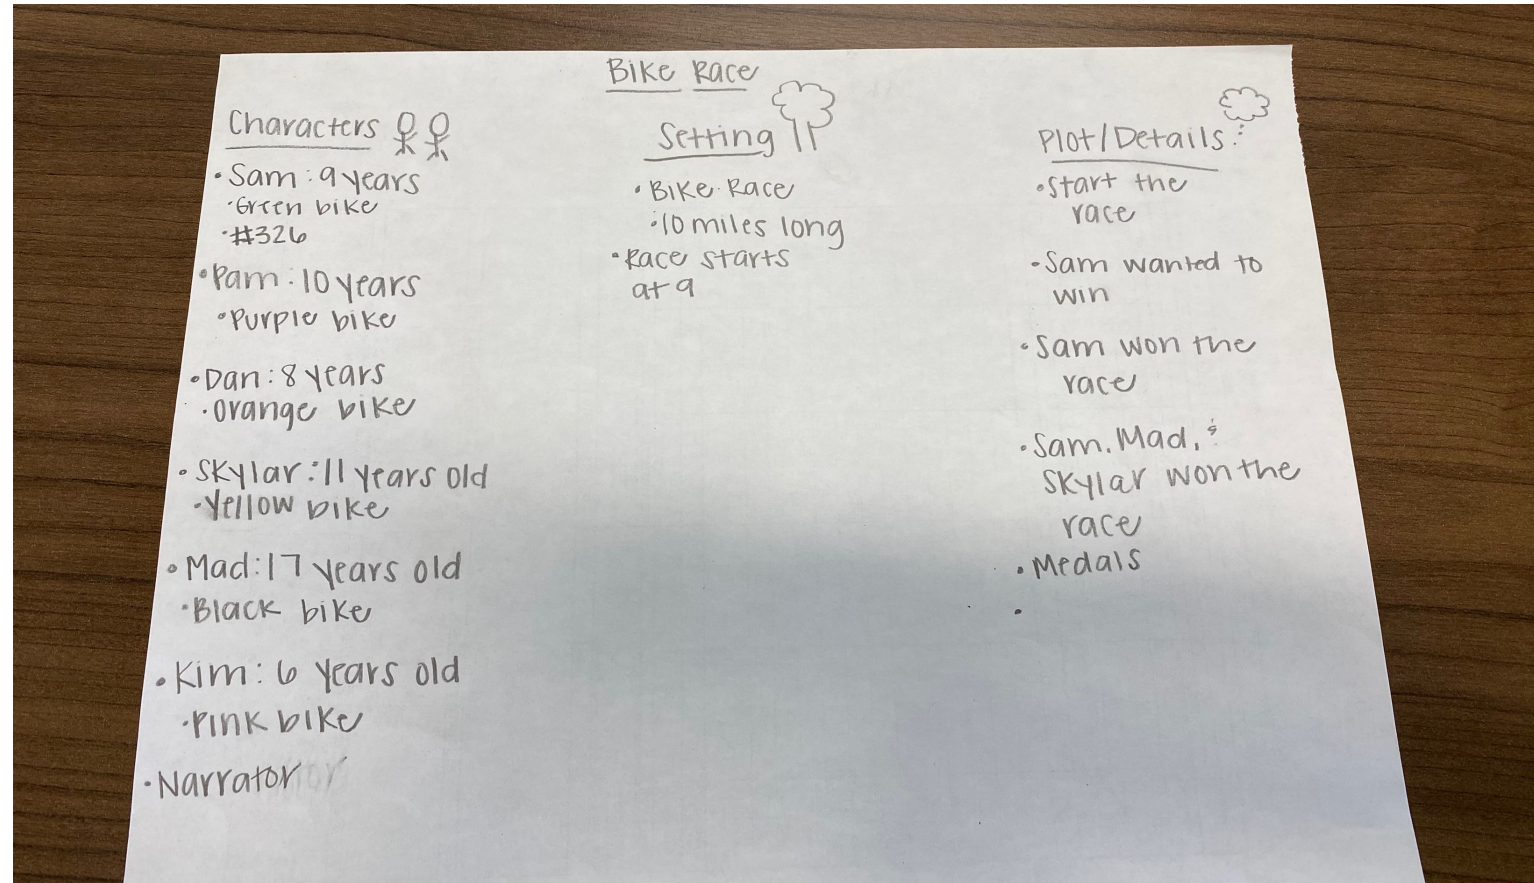 Bike Race
Characters
• Sam: 9 years
• Green bike
• #326
• Pam: 10 years
• Purple bike
• Dan: 8 years
• Orange bike
• Skylar: 11 years old
• Yellow bike
• Mad: 17 years old
• Black bike
• Kim: 6 years old
• Pink bike
• Narrator
Setting
• Bike Race
• 10 miles long
• Race starts
at 9
Plot/Details
• Start the
race
• Sam wanted to
win
• Sam won the
race
• Sam, Mad, &
Skylar won the
race
• Medals
•